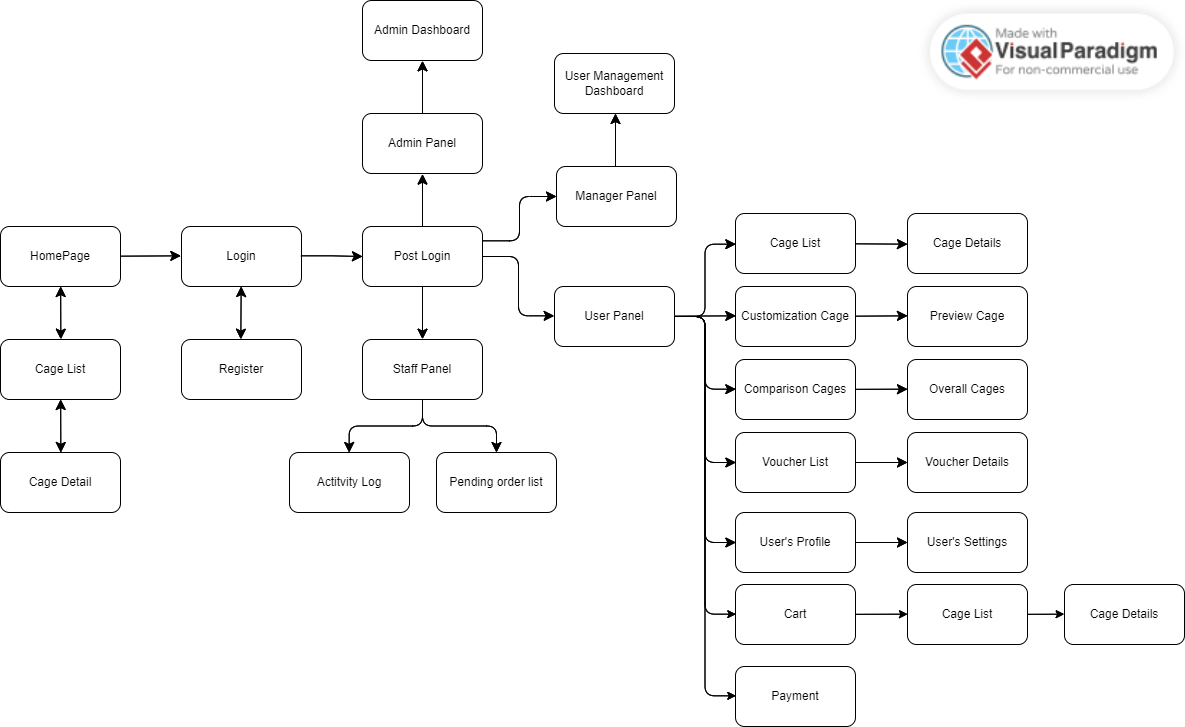 Admin Dashboard
Made with
Visual Paradigm
For non-commercial use
User Management
Dashboard
Admin Panel
Manager Panel
HomePage
Login
Post Login
Cage List
Cage Details
User Panel
Customization Cage
Preview Cage
Cage List
Register
Staff Panel
Comparison Cages
Overall Cages
Voucher List
Voucher Details
Cage Detail
Actitvity Log
Pending order list
User's Profile
User's Settings
Cart
Cage List
Cage Details
Payment